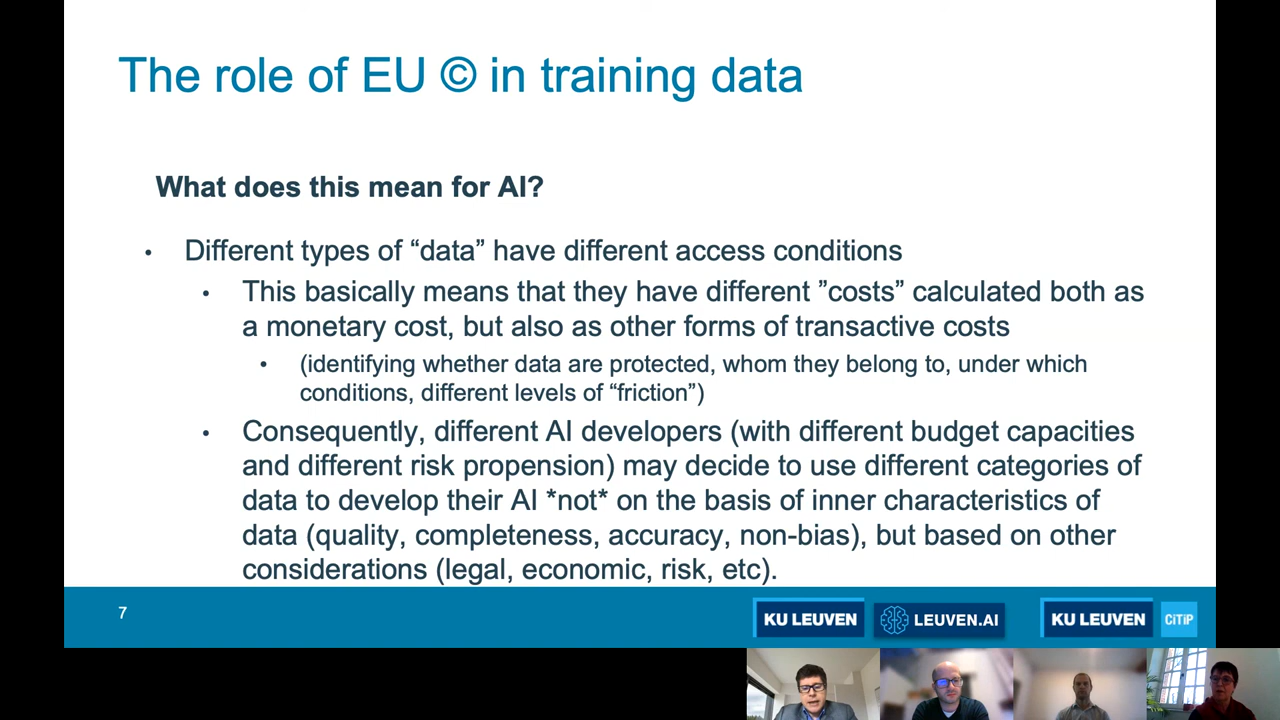 The role of EU © in training data
What does this mean for AI?
• Different types of “data” have different access conditions
• This basically means that they have different ”costs” calculated both as
a monetary cost, but also as other forms of transactive costs
• (identifying whether data are protected, whom they belong to, under which
conditions, different levels of “friction”)
• Consequently, different AI developers (with different budget capacities
and different risk propension) may decide to use different categories of
data to develop their AI *not* on the basis of inner characteristics of
data (quality, completeness, accuracy, non-bias), but based on other
considerations (legal, economic, risk, etc).
7
KU LEUVEN
LEUVEN.AI
KU LEUVEN
CiTiP